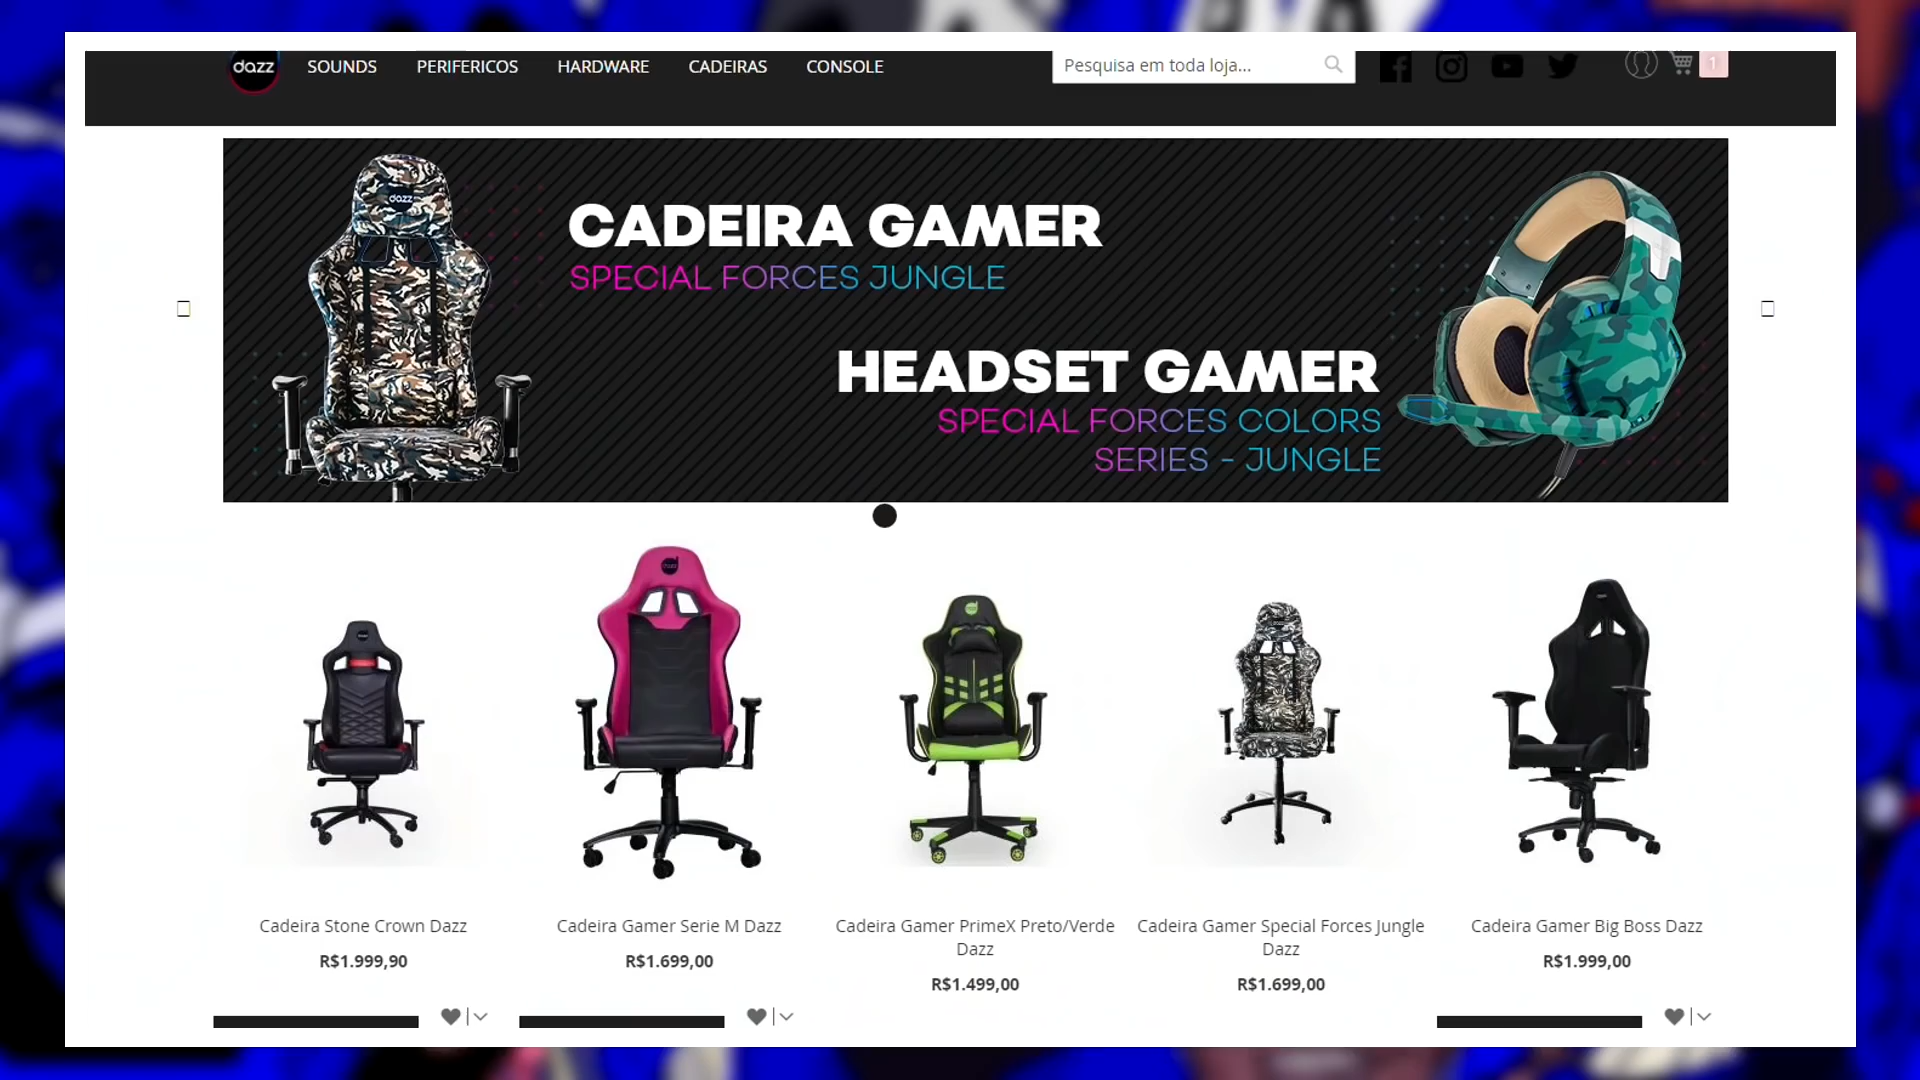 dazz
SOUNDS
PERIFERICOS
HARDWARE
CADEIRAS
CONSOLE
Pesquisa em toda loja...
1
dazz
CADEIRA GAMER
SPECIAL FORCES JUNGLE
HEADSET GAMER
SPECIAL FORCES COLORS
SERIES - JUNGLE
Cadeira Stone Crown Dazz
R$1.999,90
Cadeira Gamer Serie M Dazz
R$1.699,00
Cadeira Gamer PrimeX Preto/Verde
Dazz
R$1.499,00
Cadeira Gamer Special Forces Jungle
Dazz
R$1.699,00
Cadeira Gamer Big Boss Dazz
R$1.999,00